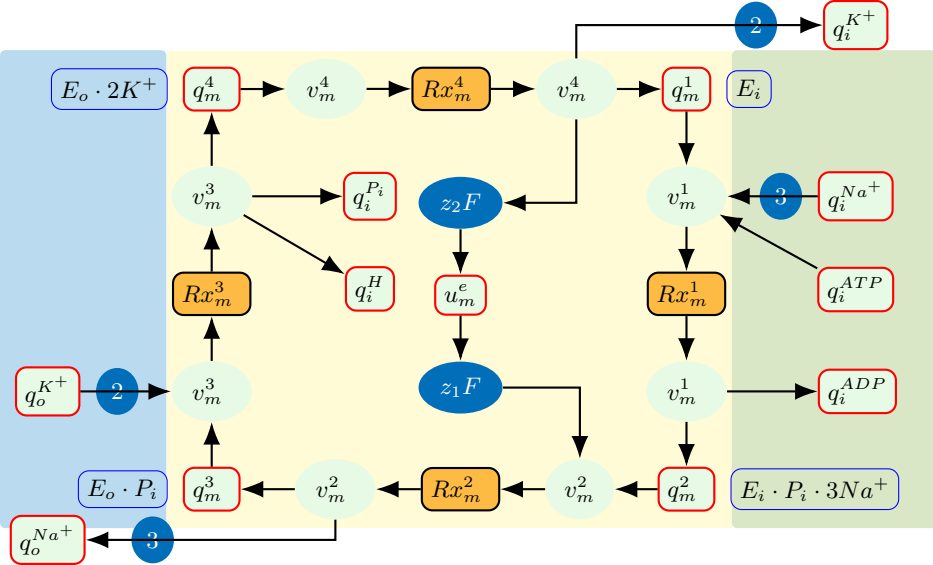 2
q_i^{K^+}
E_o · 2K^+
q_m^4
v_m^4
Rx_m^4
v_m^4
q_m^1
E_i
v_m^3
q_i^{P_i}
z_2F
v_m^1
3
q_i^{Na^+}
Rx_m^3
q_i^H
u_m^e
Rx_m^1
q_i^{ATP}
q_o^{K^+}
2
v_m^3
z_1F
v_m^1
q_i^{ADP}
E_o · P_i
q_m^3
v_m^2
Rx_m^2
v_m^2
q_m^2
E_i · P_i · 3Na^+
q_o^{Na^+}
3